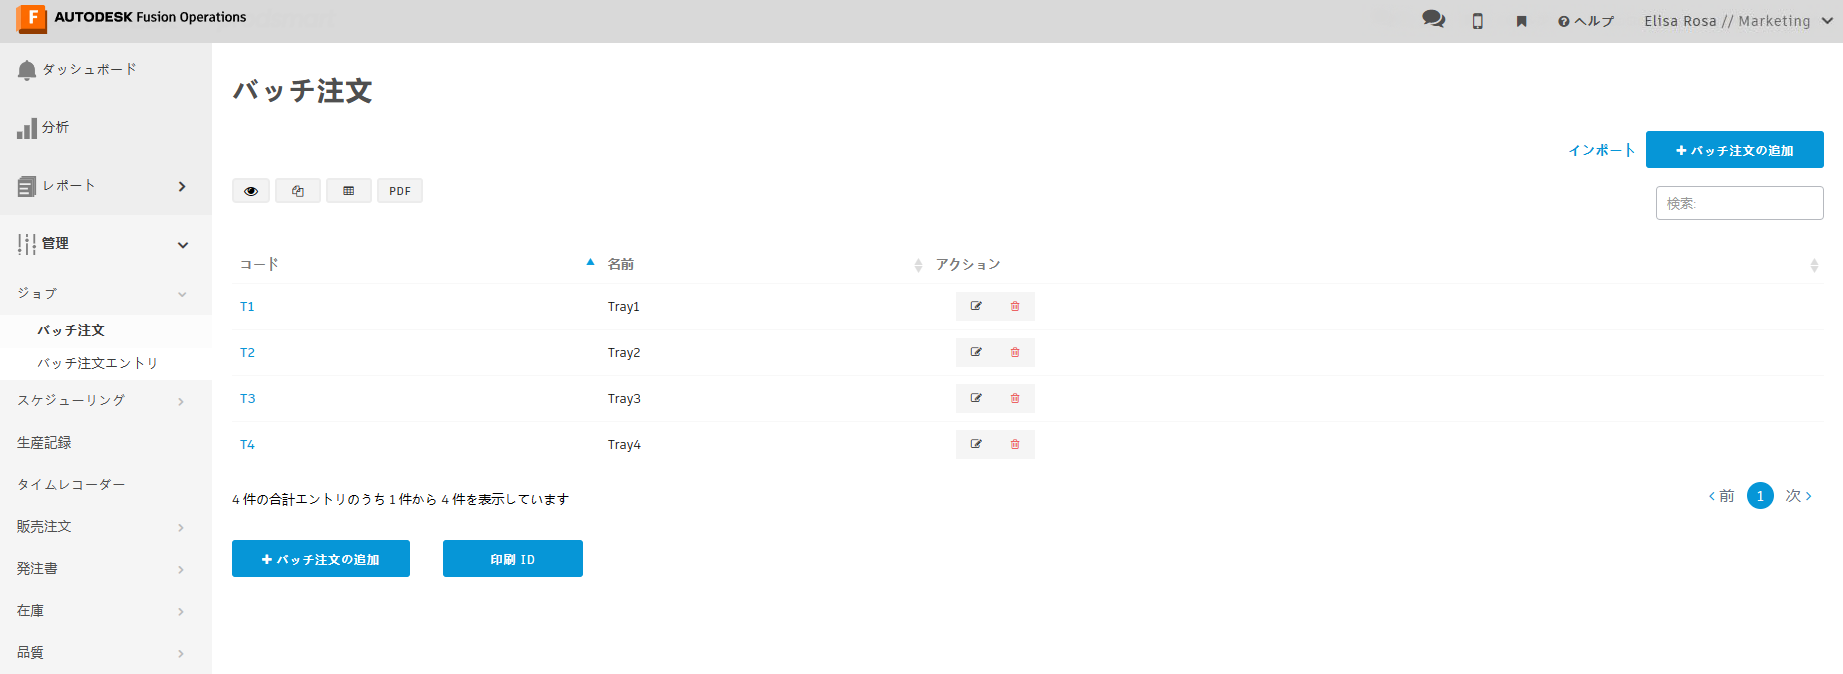 AUTODESK Fusion Operations
ヘルプ
Elisa Rosa // Marketing
ダッシュボード
分析
レポート
管理
ジョブ
バッチ注文
バッチ注文エントリ
スケジューリング
生産記録
タイムレコーダー
販売注文
発注書
在庫
品質
バッチ注文
インポート
バッチ注文の追加
PDF
検索:
コード 名前 アクション
T1 Tray1
T2 Tray2
T3 Tray3
T4 Tray4
4 件の合計エントリのうち 1 件から 4 件を表示しています
前 1 次
バッチ注文の追加
印刷 ID